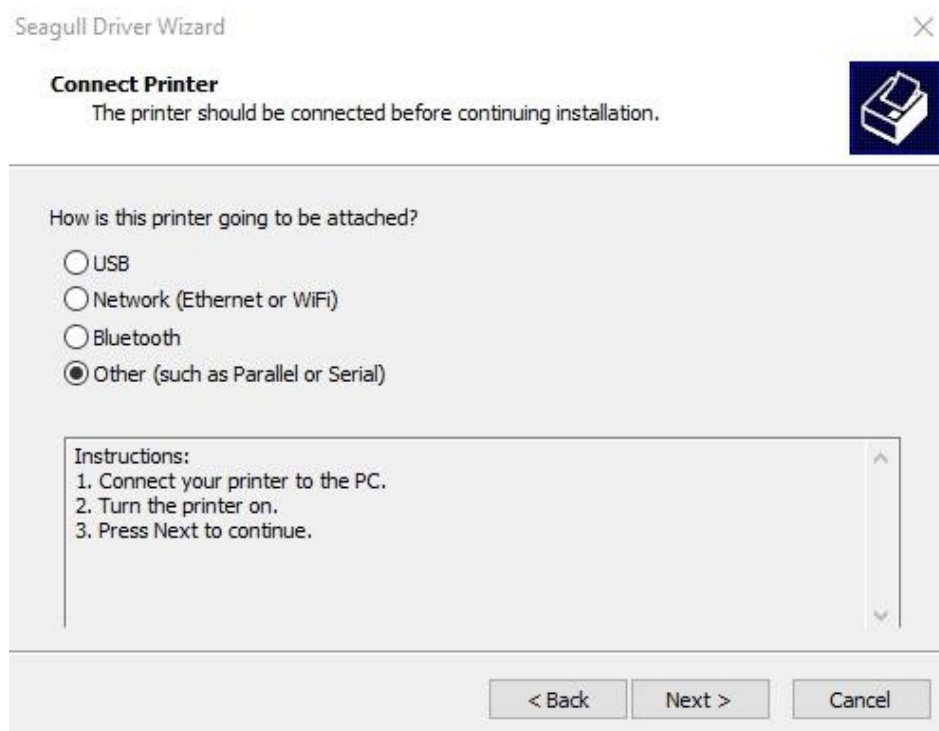 Seagull Driver Wizard
Connect Printer
The printer should be connected before continuing installation.
How is this printer going to be attached?
USB
Network (Ethernet or WiFi)
Bluetooth
Other (such as Parallel or Serial)
Instructions:
1. Connect your printer to the PC.
2. Turn the printer on.
3. Press Next to continue.
< Back Next > Cancel